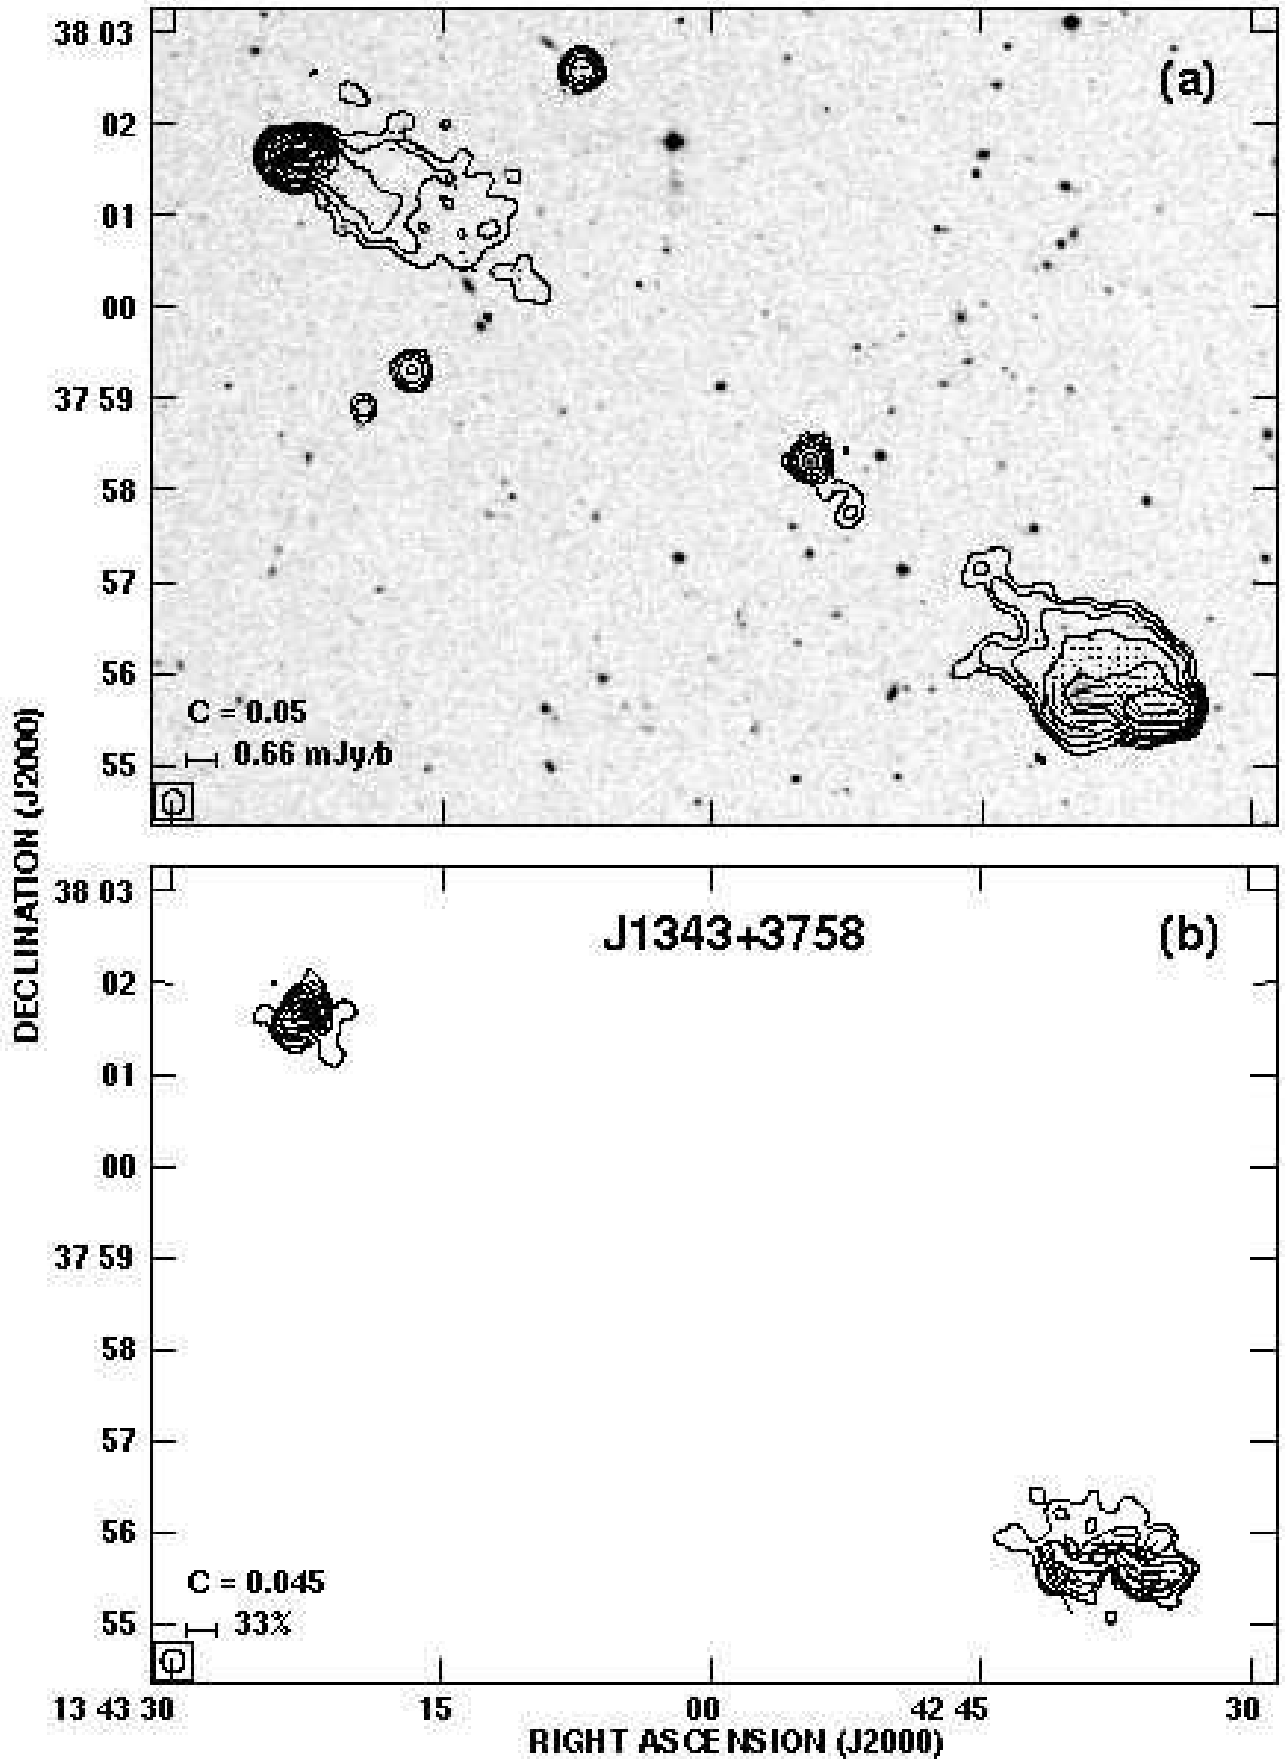 38 03
(a)
02
01
00
37 59
58
57
56
C = 0.05
0.66 mJy/b
55
DECLINATION (J2000)
38 03
J1343+3758
(b)
02
01
00
37 59
58
57
56
C = 0.045
33%
55
13 43 30 15 00 42 45 30
RIGHT ASCENSION (J2000)